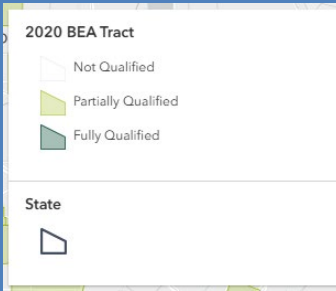 2020 BEA Tract
Not Qualified
Partially Qualified
Fully Qualified
State